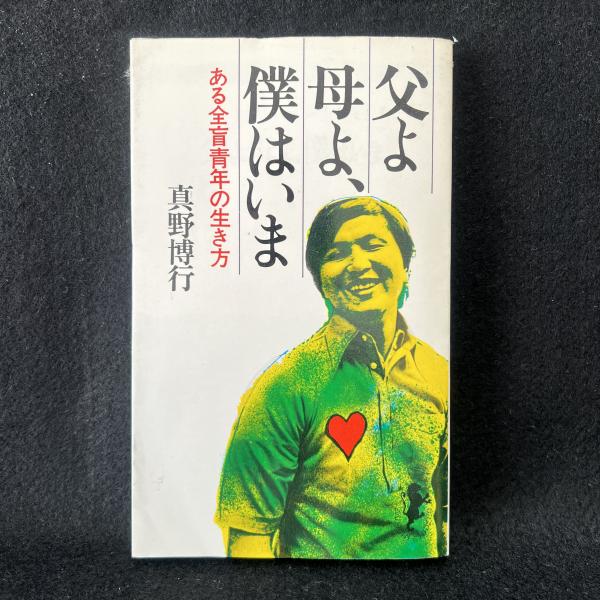 父よ
母よ、
僕はいま
ある全盲青年の生き方
真野博行